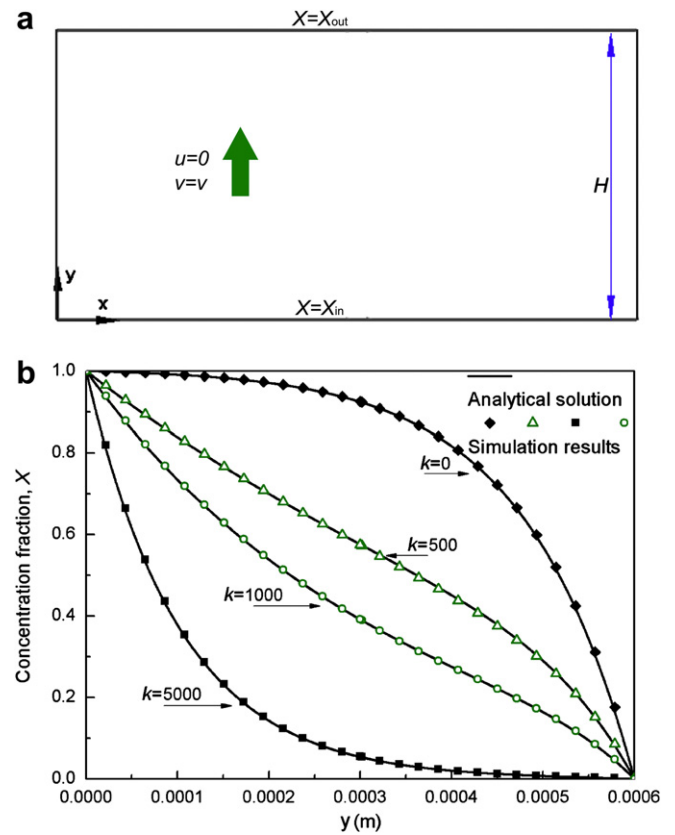 a
X=Xout
u=0
v=v
H
y
x
X=Xin
b
1.0
0.8
0.6
0.4
0.2
0.0
Concentration fraction, X
Analytical solution
Simulation results
k=0
k=500
k=1000
k=5000
0.0000 0.0001 0.0002 0.0003 0.0004 0.0005 0.0006
y (m)